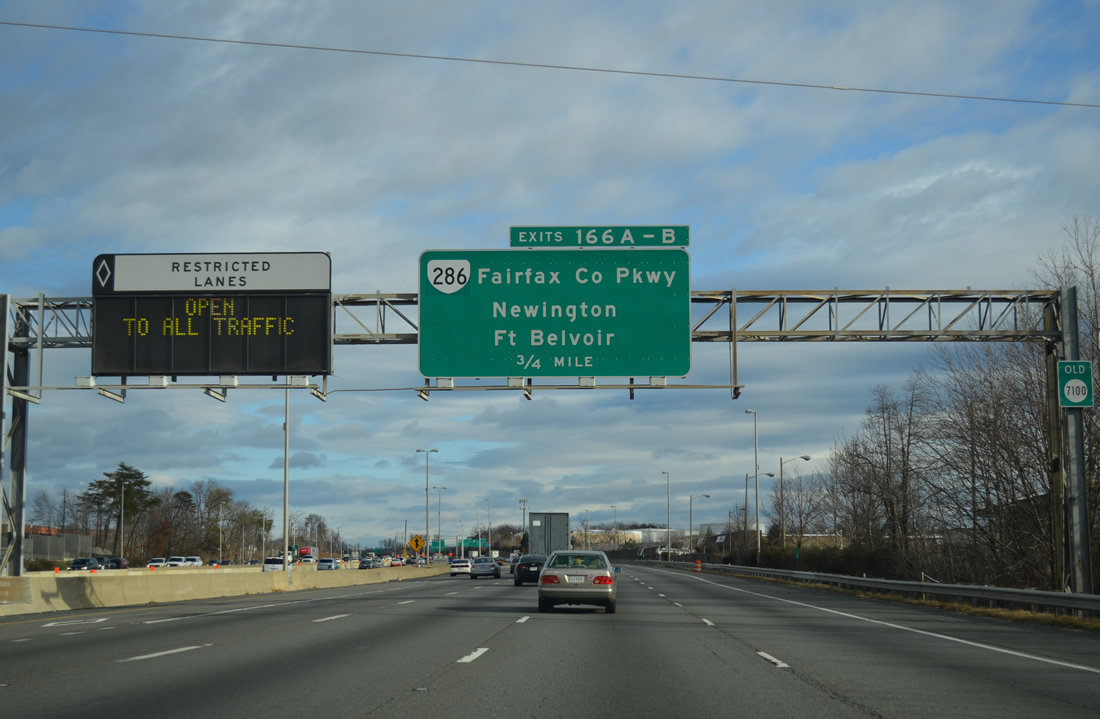 RESTRICTED
LANES
OPEN
TO ALL TRAFFIC
EXITS 166 A - B
286 Fairfax Co Pkwy
Newington
Ft Belvoir
3/4 MILE
OLD
7100